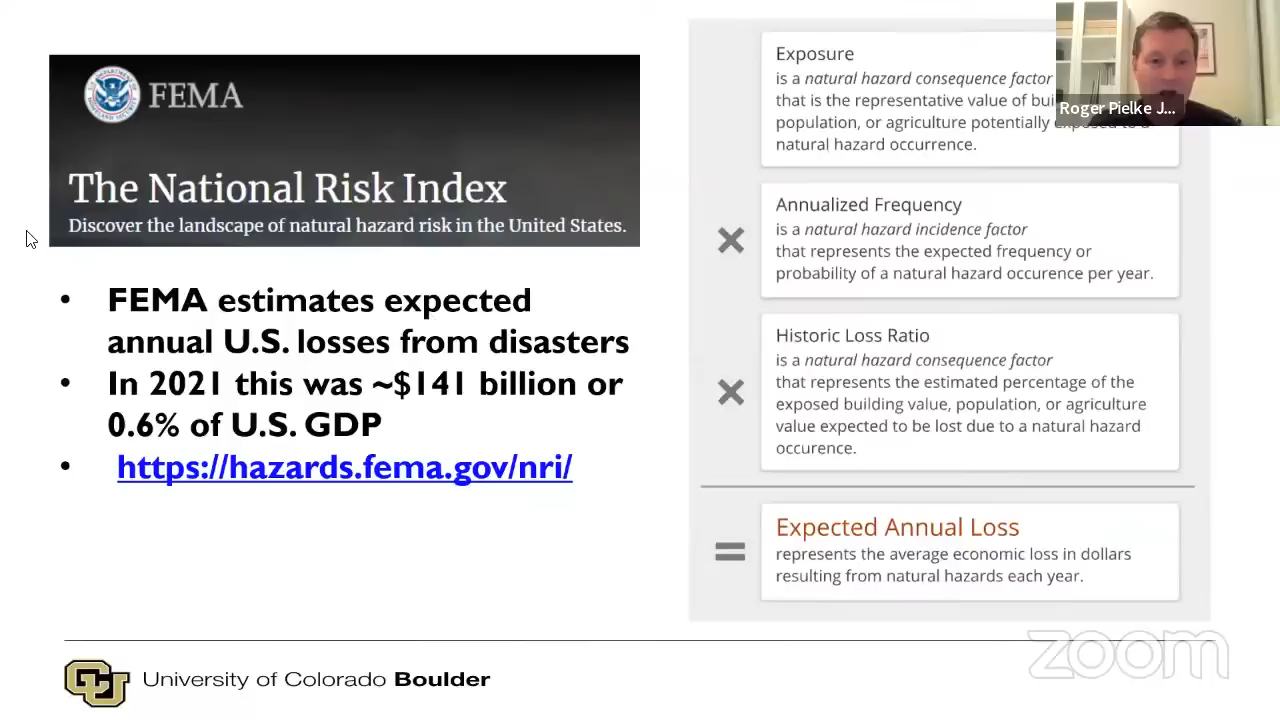 FEMA
The National Risk Index
Discover the landscape of natural hazard risk in the United States.
• FEMA estimates expected
annual U.S. losses from disasters
• In 2021 this was ~$141 billion or
0.6% of U.S. GDP
• https://hazards.fema.gov/nri/
Exposure
is a natural hazard consequence factor
that is the representative value of
population, or agriculture potentially exposed to a
natural hazard occurrence.
×
Annualized Frequency
is a natural hazard incidence factor
that represents the expected frequency or
probability of a natural hazard occurence per year.
×
Historic Loss Ratio
is a natural hazard consequence factor
that represents the estimated percentage of the
exposed building value, population, or agriculture
value expected to be lost due to a natural hazard
occurence.
=
Expected Annual Loss
represents the average economic loss in dollars
resulting from natural hazards each year.
Roger Pielke J...
CU
University of Colorado Boulder
zoom